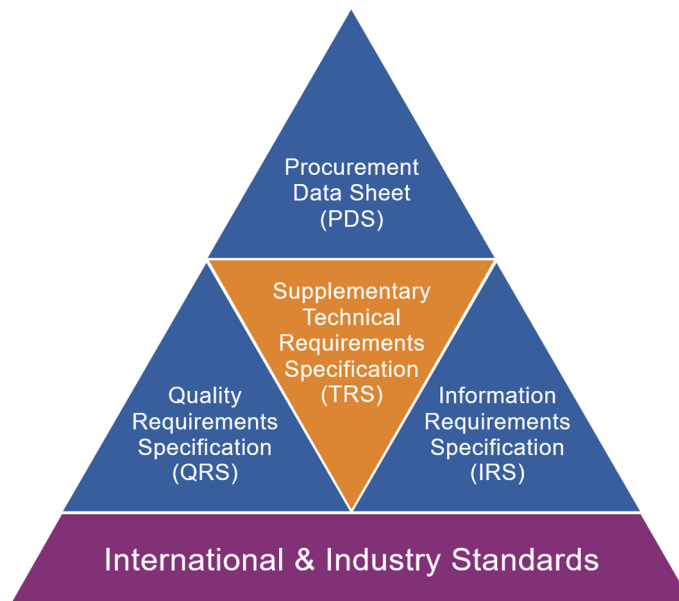 Procurement
Data Sheet
(PDS)
Supplementary
Technical
Requirements
Specification
(TRS)
Quality
Requirements
Specification
(QRS)
Information
Requirements
Specification
(IRS)
International & Industry Standards